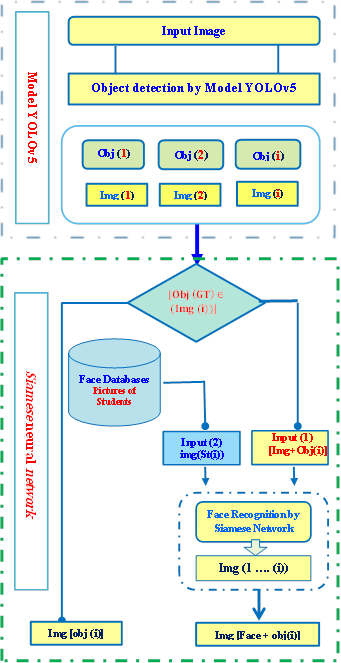 Input Image
Object detection by Model YOLOv5
Model YOLOv5
Obj (1)
Obj (2)
Obj (i)
Img (1)
Img (2)
Img (i)
[Obj (GT) ∈
(Img (i))]
Siamese neural network
Face Databases
Pictures of
Students
Input (2)
img(St(i))
Input (1)
[Img+Obj(i)]
Face Recognition by
Siamese Network
Img (1 .... (i))
Img [obj (i)]
Img [Face + obj(i)]